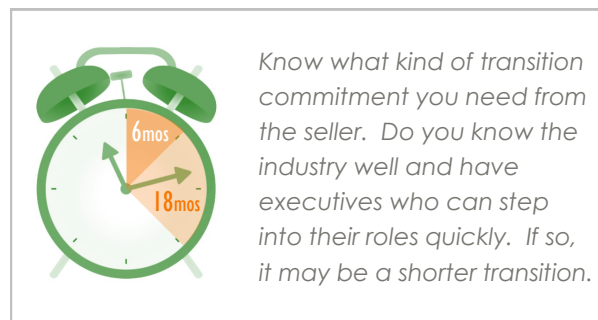 6mos
18mos
Know what kind of transition
commitment you need from
the seller.  Do you know the
industry well and have
executives who can step
into their roles quickly.  If so,
it may be a shorter transition.